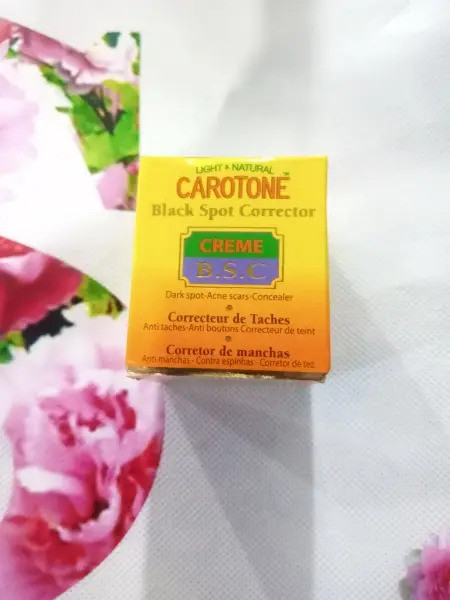 LIGHT & NATURAL
CAROTONE™
Black Spot Corrector
CREME
B.S.C
Dark spot-Acne scars-Concealer
Correcteur de Taches
Anti taches-Anti boutons Correcteur de teint
Corretor de manchas
Anti-manchas - Contra espinhas - Corretor de tez